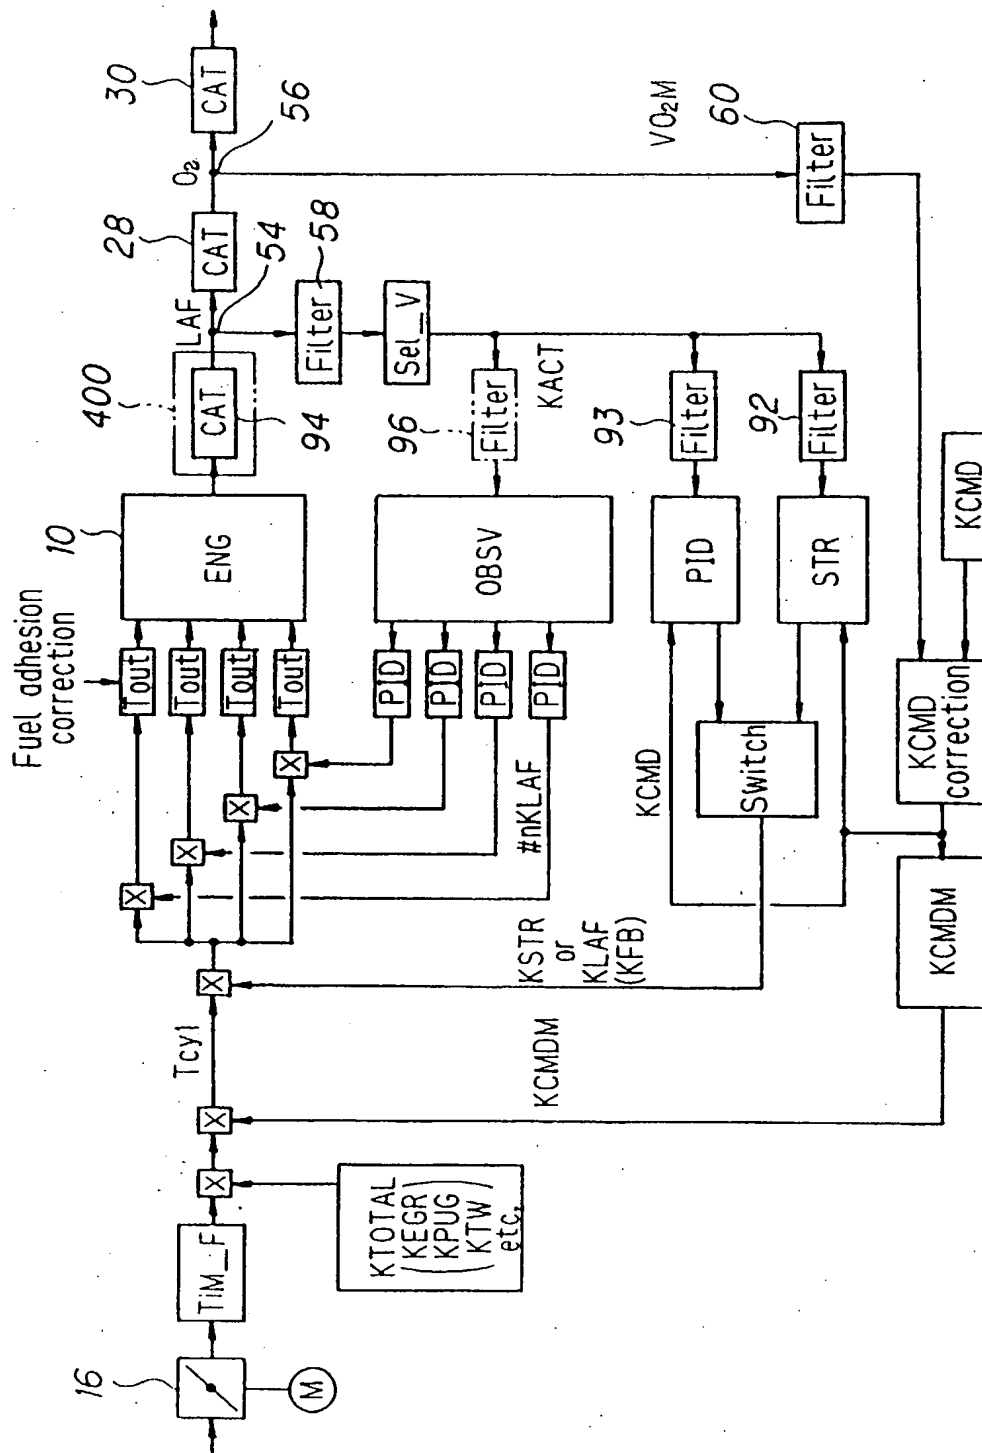 16
M
TiM_F
X
KTOTAL
(KEGR
KPUG
KTW)
etc.
X
Tcyl
KCMDM
X
KSTR
or
KLAF
(KFB)
X
X
X
X
#nKLAF
Fuel adhesion
correction
Tout
Tout
Tout
Tout
PID
PID
PID
PID
10
ENG
OBSV
400
CAT
94
LAF
54
28
CAT
O₂
56
30
CAT
Filter
58
Sel_V
96
Filter
KACT
93
Filter
92
Filter
PID
STR
KCMD
Switch
VO₂M
60
Filter
KCMD
KCMD
correction
KCMDM